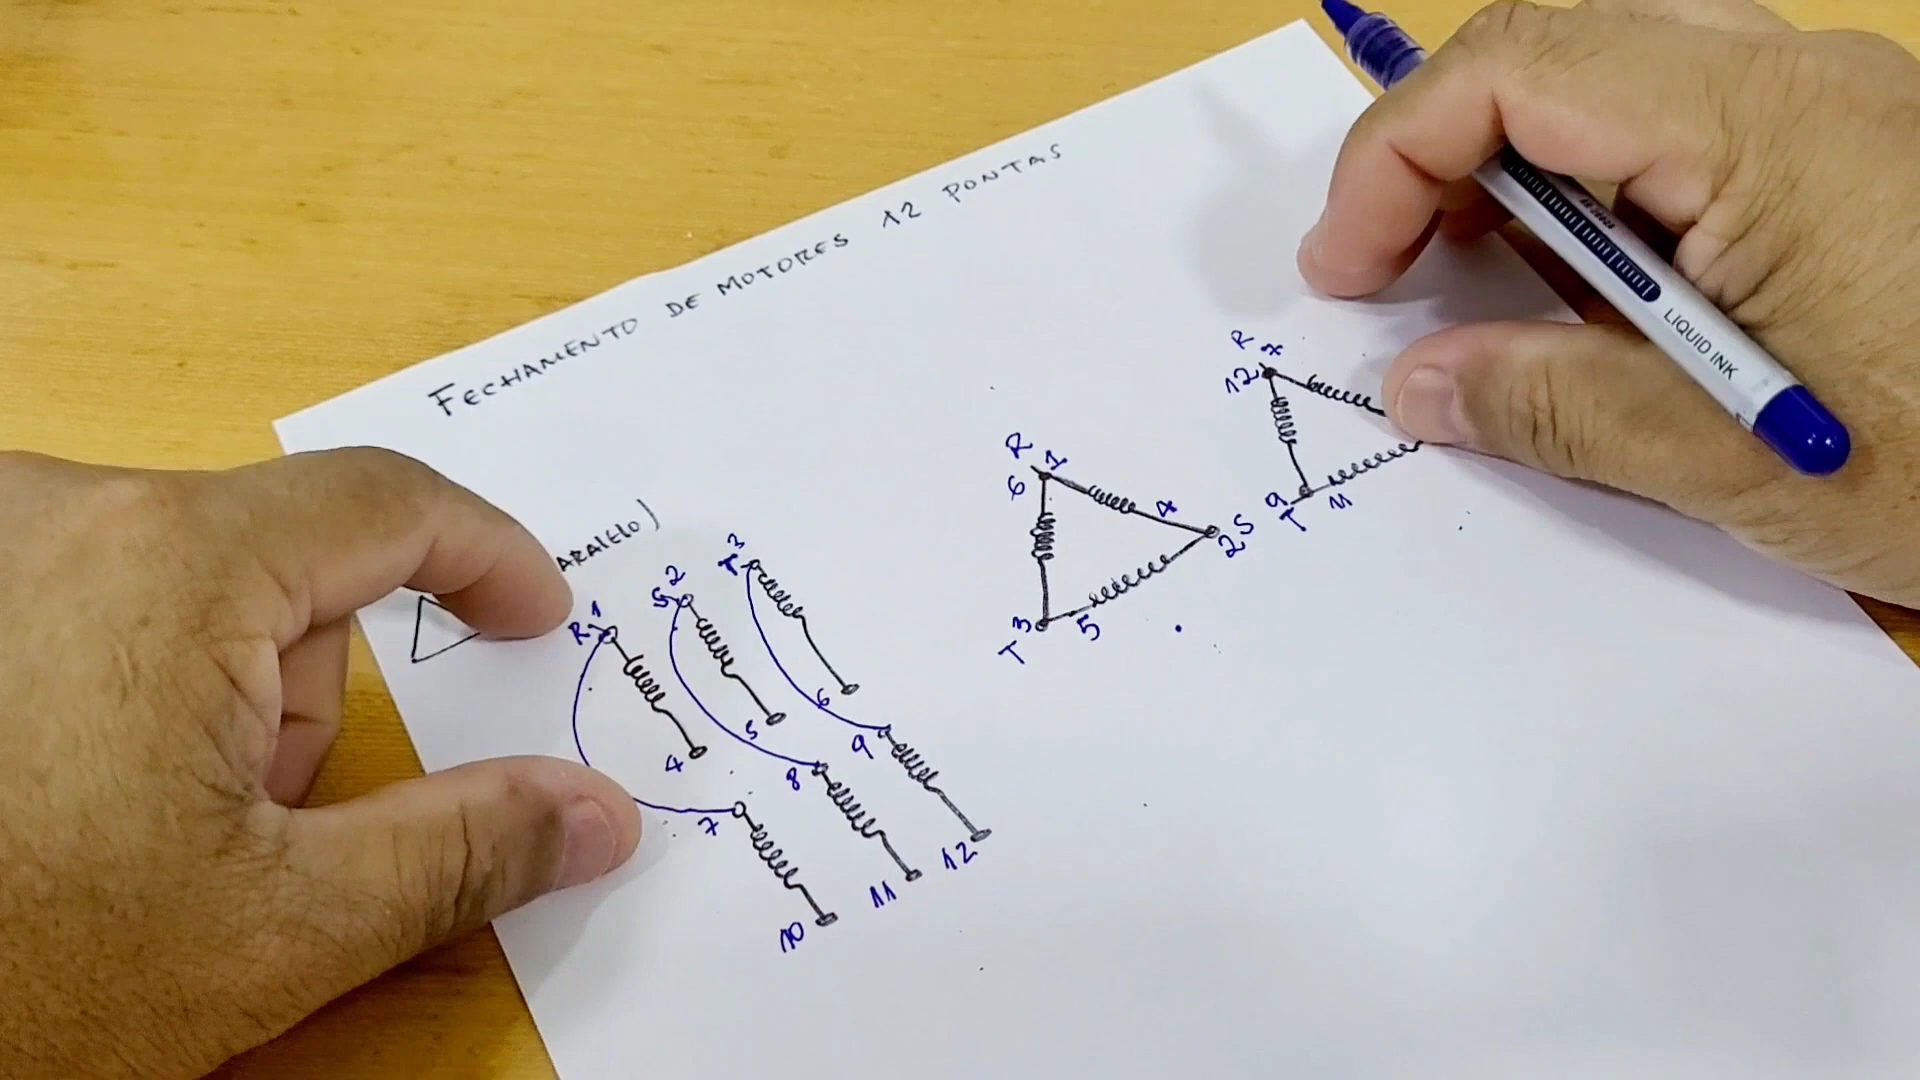 FECHAMENTO DE MOTORES 12 PONTAS
ARALELO)
R 1
S 2
T 3
4
5
6
7
8
9
10
11
12
R
6 1
4
S
2
3
T 5
R
12 7
9
T 11
LIQUID INK